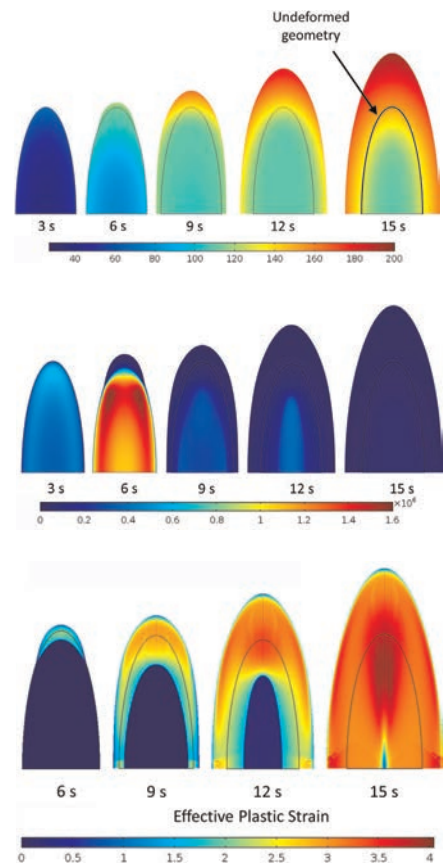 Undeformed
geometry
3 s 6 s 9 s 12 s 15 s
40 60 80 100 120 140 160 180 200
3 s 6 s 9 s 12 s 15 s
×10⁶
0 0.2 0.4 0.6 0.8 1 1.2 1.4 1.6
6 s 9 s 12 s 15 s
Effective Plastic Strain
0 0.5 1 1.5 2 2.5 3 3.5 4